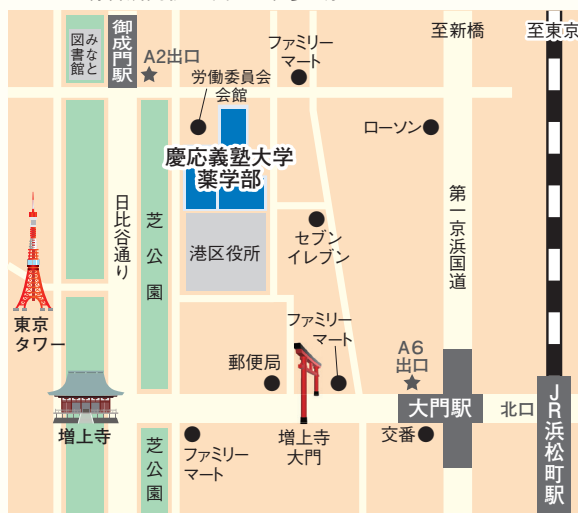 御成門駅
みなと
図書館
A2出口
ファミリー
マート
至新橋
至東京
労働委員会
会館
ローソン
慶応義塾大学
薬学部
日比谷通り
芝公園
港区役所
セブン
イレブン
第一京浜国道
東京
タワー
ファミリー
マート
A6
出口
郵便局
大門駅
北口
JR浜松町駅
増上寺
芝公園
ファミリー
マート
増上寺
大門
交番